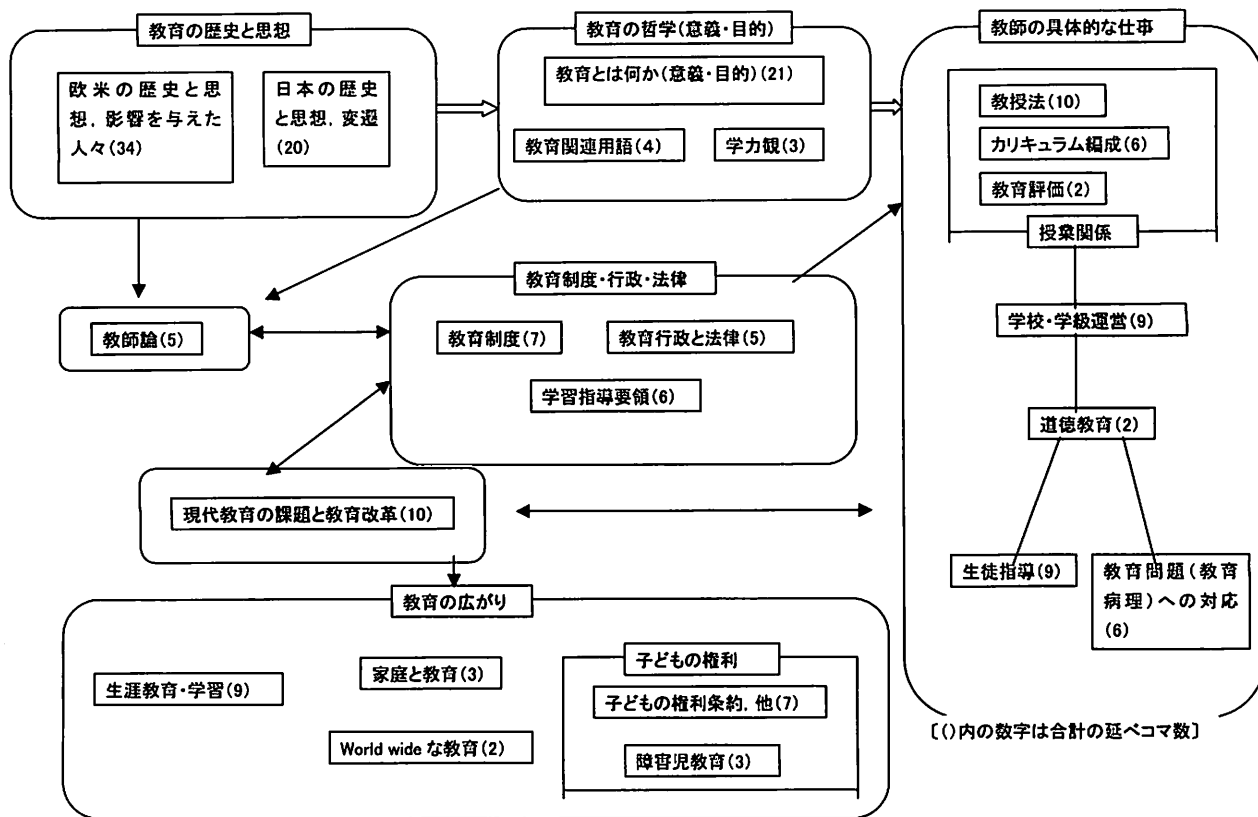 教育の歴史と思想
欧米の歴史と思
想，影響を与えた
人々(34)
日本の歴史
と思想，変遷
(20)
教育の哲学(意義・目的)
教育とは何か(意義・目的)(21)
教育関連用語(4)
学力観(3)
教師の具体的な仕事
教授法(10)
カリキュラム編成(6)
教育評価(2)
授業関係
学校・学級運営(9)
道徳教育(2)
生徒指導(9)
教育問題(教育
病理)への対応
(6)
教師論(5)
教育制度・行政・法律
教育制度(7)
教育行政と法律(5)
学習指導要領(6)
現代教育の課題と教育改革(10)
教育の広がり
生涯教育・学習(9)
家庭と教育(3)
World wide な教育(2)
子どもの権利
子どもの権利条約，他(7)
障害児教育(3)
〔()内の数字は合計の延べコマ数〕